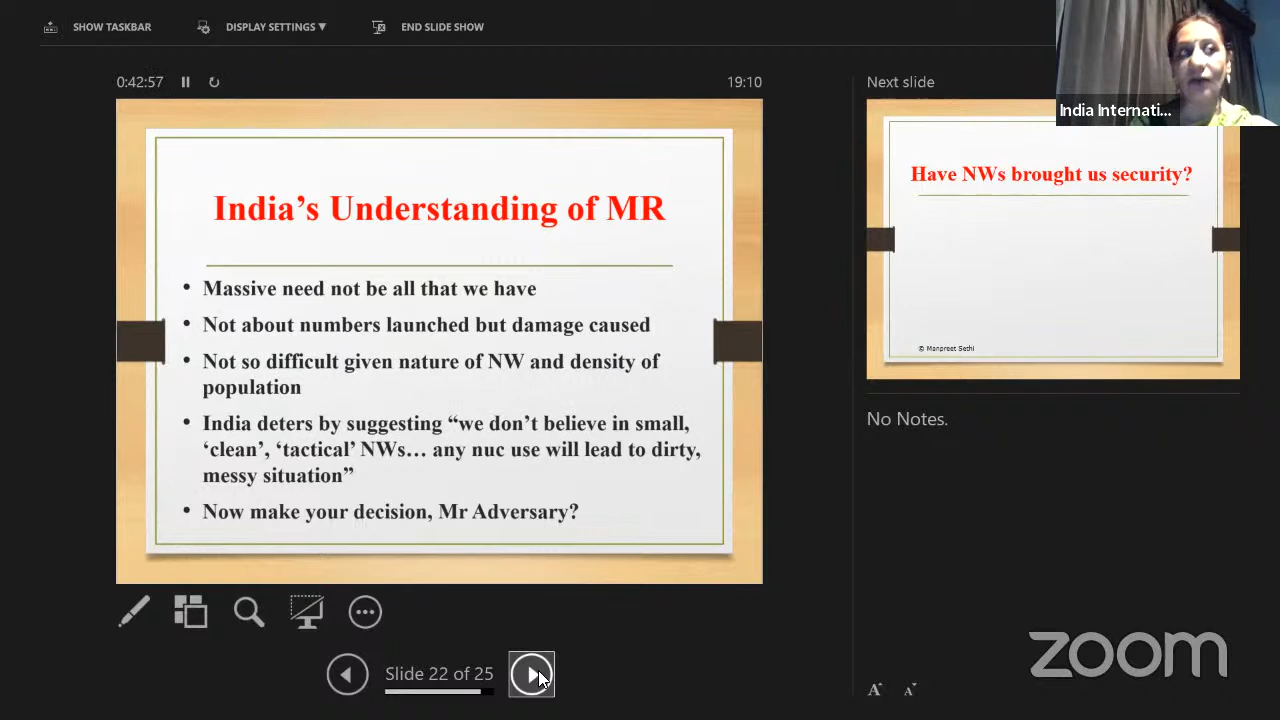 SHOW TASKBAR
DISPLAY SETTINGS ▼
END SLIDE SHOW
0:42:57
19:10
Next slide
India Internati...
India’s Understanding of MR
• Massive need not be all that we have
• Not about numbers launched but damage caused
• Not so difficult given nature of NW and density of
population
• India deters by suggesting “we don’t believe in small,
‘clean’, ‘tactical’ NWs… any nuc use will lead to dirty,
messy situation”
• Now make your decision, Mr Adversary?
Have NWs brought us security?
© Manpreet Sethi
No Notes.
Slide 22 of 25
A A
zoom